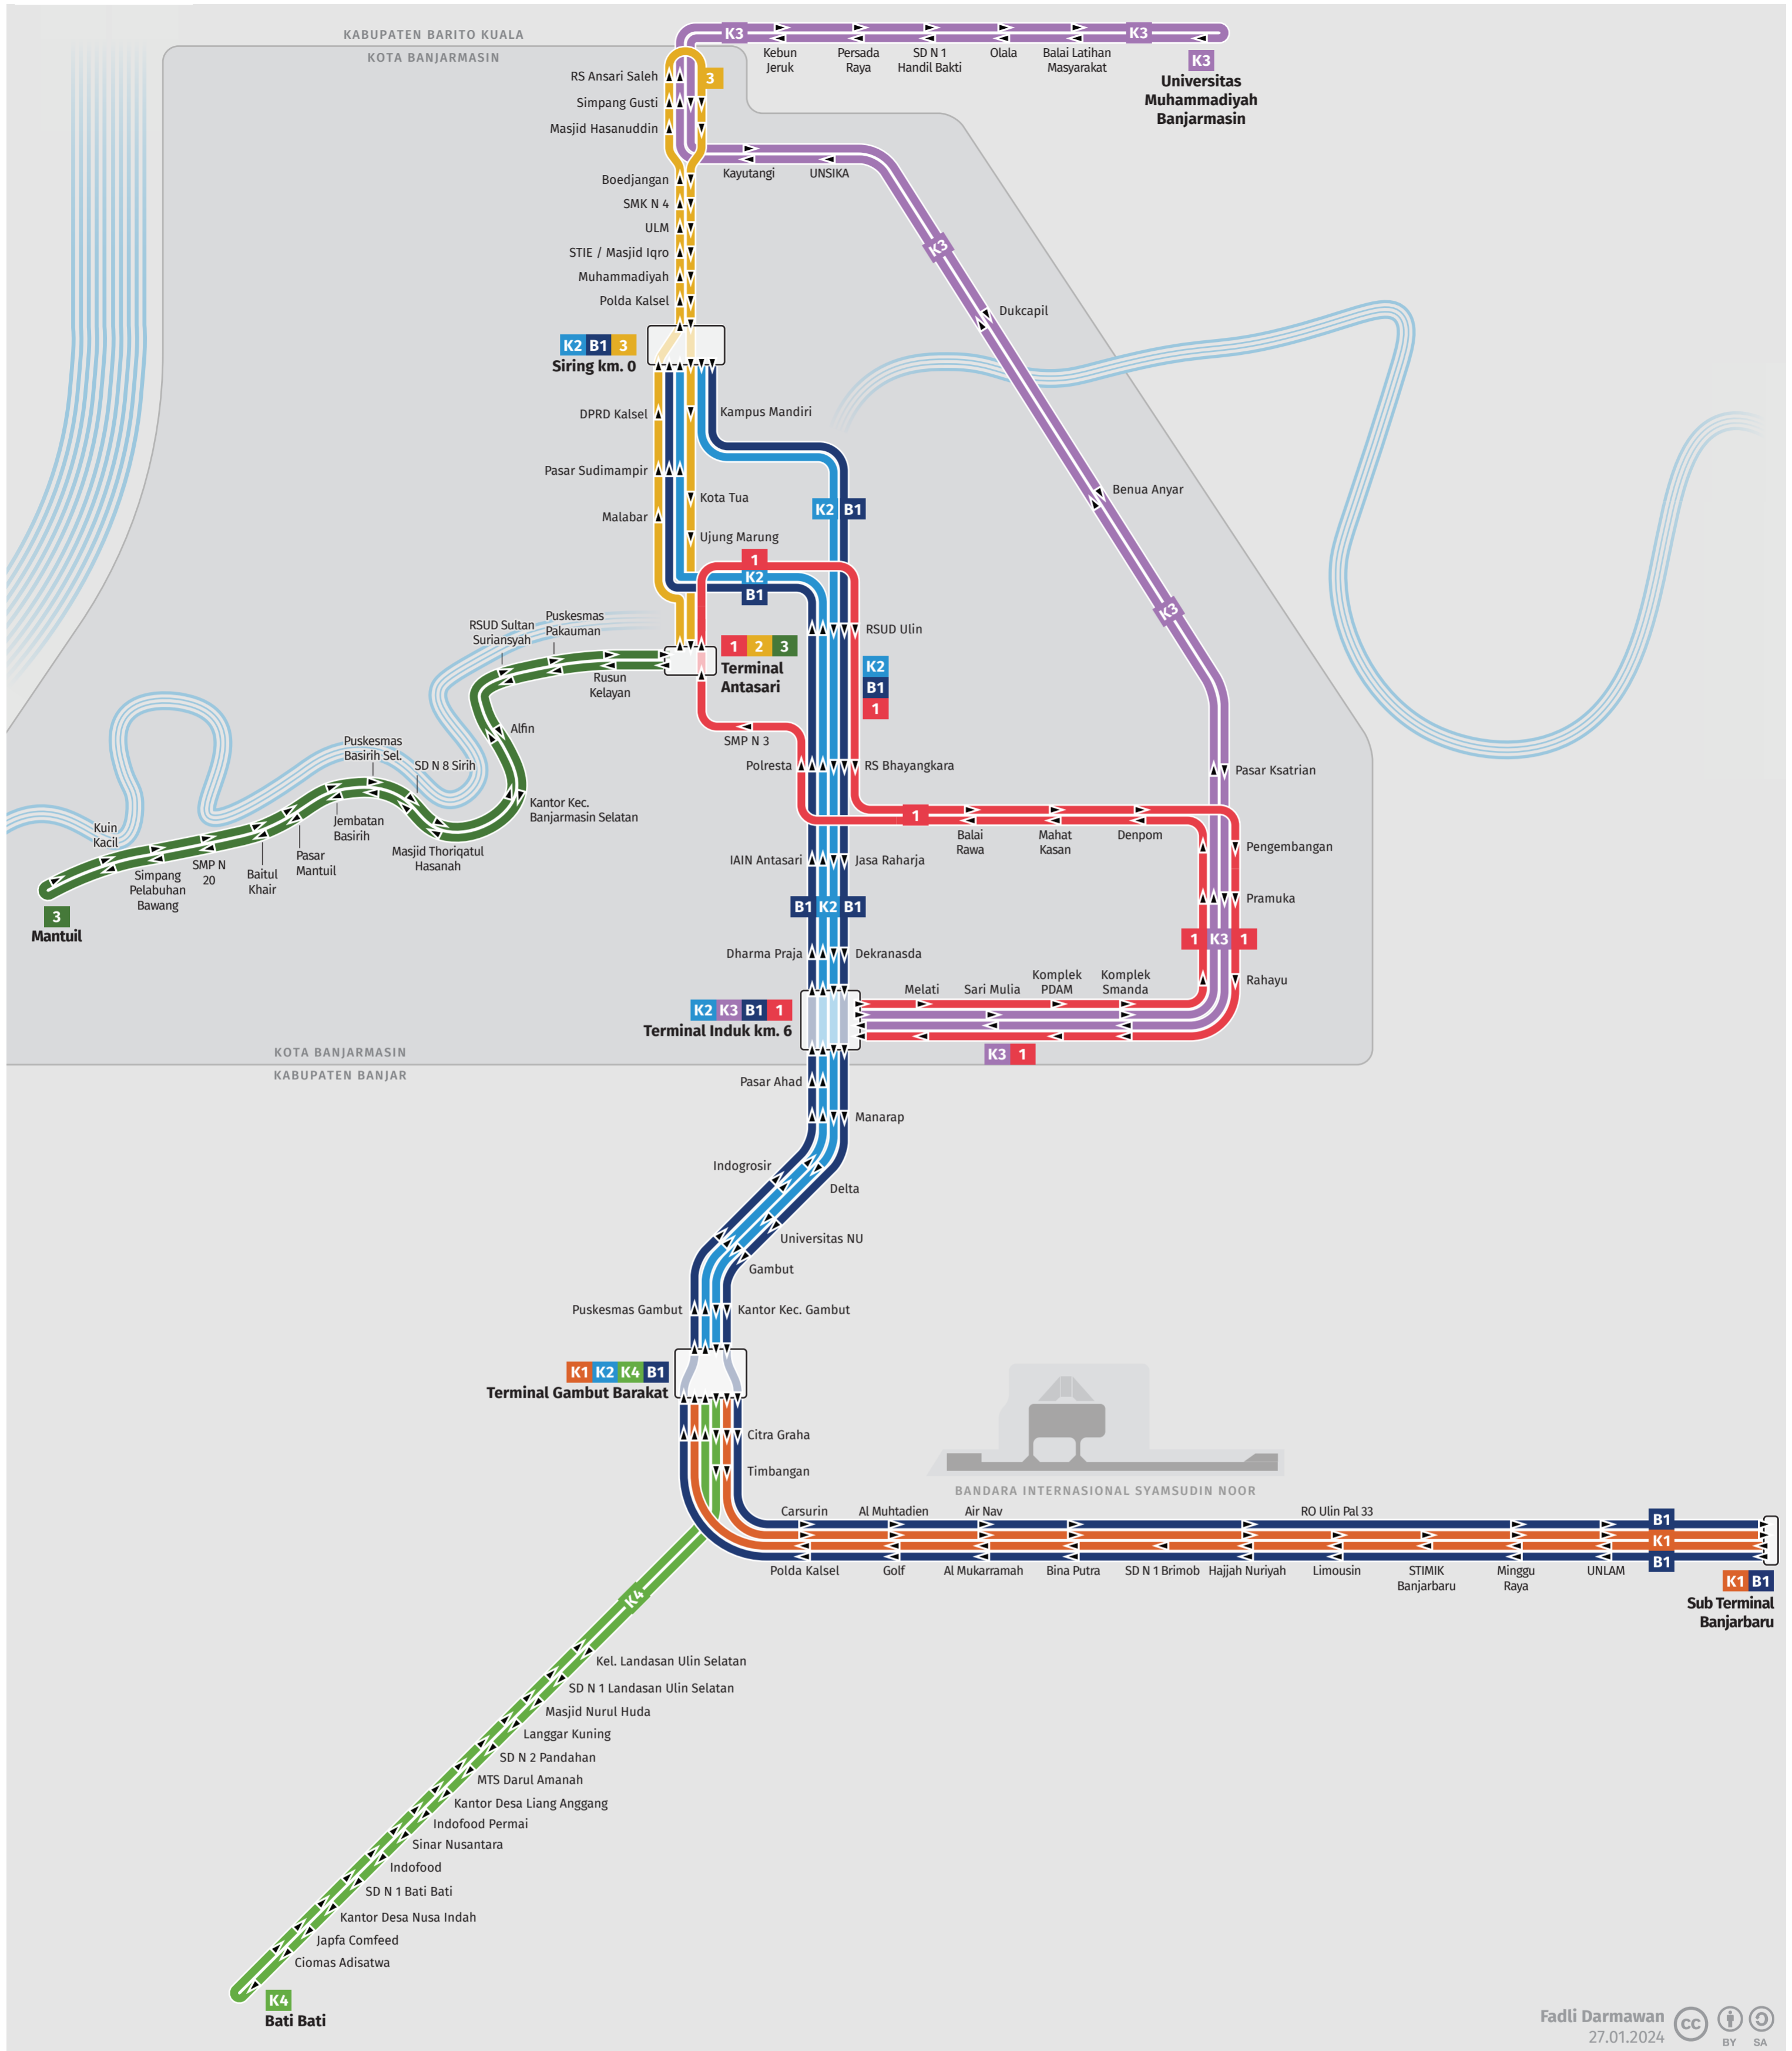 KABUPATEN BARITO KUALA
KOTA BANJARMASIN
K3
K3
Kebun
Jeruk
Persada
Raya
SD N 1
Handil Bakti
Olala
Balai Latihan
Masyarakat
K3
Universitas
Muhammadiyah
Banjarmasin
RS Ansari Saleh
3
Simpang Gusti
Masjid Hasanuddin
Kayutangi
UNSIKA
Boedjangan
SMK N 4
ULM
STIE / Masjid Iqro
Muhammadiyah
Polda Kalsel
K3
Dukcapil
K2 B1 3
Siring km. 0
DPRD Kalsel
Kampus Mandiri
Pasar Sudimampir
Kota Tua
Malabar
Ujung Marung
K2 B1
Benua Anyar
1
K2
B1
K3
RSUD Sultan
Suriansyah
Puskesmas
Pakauman
RSUD Ulin
1 2 3
Terminal
Antasari
Rusun
Kelayan
K2
B1
1
Alfin
SMP N 3
Puskesmas
Basirih Sel.
SD N 8 Sirih
Polresta
RS Bhayangkara
Pasar Ksatrian
Kantor Kec.
Banjarmasin Selatan
1
Kuin
Kacil
Jembatan
Basirih
Balai
Rawa
Mahat
Kasan
Denpom
Pengembangan
Simpang
Pelabuhan
Bawang
SMP N
20
Baitul
Khair
Pasar
Mantuil
Masjid Thoriqatul
Hasanah
IAIN Antasari
Jasa Raharja
Pramuka
3
Mantuil
B1 K2 B1
1 K3 1
Dharma Praja
Dekranasda
Melati
Sari Mulia
Komplek
PDAM
Komplek
Smanda
Rahayu
K2 K3 B1 1
Terminal Induk km. 6
K3 1
KOTA BANJARMASIN
KABUPATEN BANJAR
Pasar Ahad
Manarap
Indogrosir
Delta
Universitas NU
Gambut
Puskesmas Gambut
Kantor Kec. Gambut
K1 K2 K4 B1
Terminal Gambut Barakat
Citra Graha
Timbangan
BANDARA INTERNASIONAL SYAMSUDIN NOOR
Carsurin
Al Muhtadien
Air Nav
RO Ulin Pal 33
B1
K1
B1
Polda Kalsel
Golf
Al Mukarramah
Bina Putra
SD N 1 Brimob
Hajjah Nuriyah
Limousin
STIMIK
Banjarbaru
Minggu
Raya
UNLAM
K1 B1
Sub Terminal
Banjarbaru
K4
Kel. Landasan Ulin Selatan
SD N 1 Landasan Ulin Selatan
Masjid Nurul Huda
Langgar Kuning
SD N 2 Pandahan
MTS Darul Amanah
Kantor Desa Liang Anggang
Indofood Permai
Sinar Nusantara
Indofood
SD N 1 Bati Bati
Kantor Desa Nusa Indah
Japfa Comfeed
Ciomas Adisatwa
K4
Bati Bati
Fadli Darmawan
27.01.2024
CC
BY SA